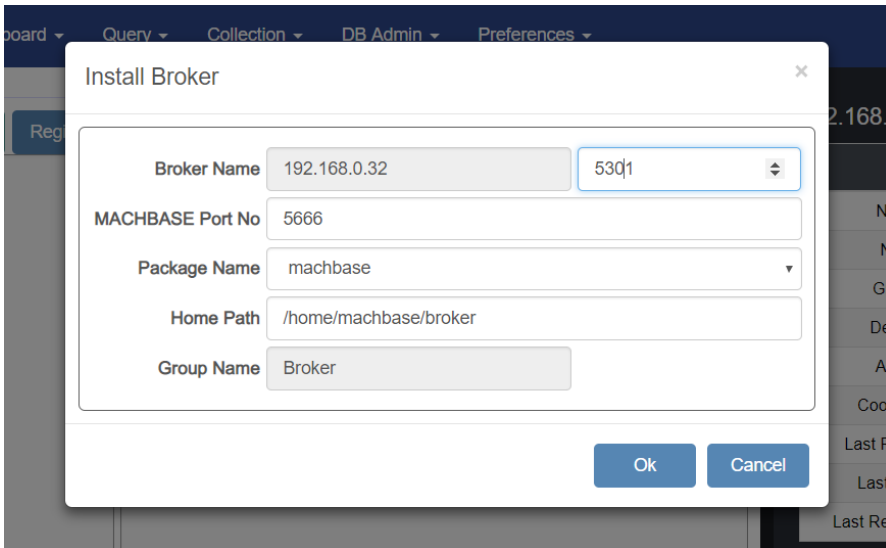 board Query Collection DB Admin Preferences
Install Broker ×
2.168.
Regi
Broker Name 192.168.0.32 5301
MACHBASE Port No 5666
Package Name machbase
Home Path /home/machbase/broker
Group Name Broker
Ok Cancel
N
N
G
De
A
Coo
Last R
Last
Last Re